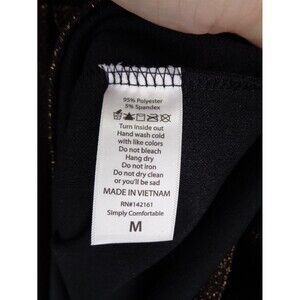 95% Polyester
5% Spandex
Turn inside out
Hand wash cold
with like colors
Do not bleach
Hang dry
Do not iron
Do not dry clean
or you'll be sad
MADE IN VIETNAM
RN#142161
Simply Comfortable
M